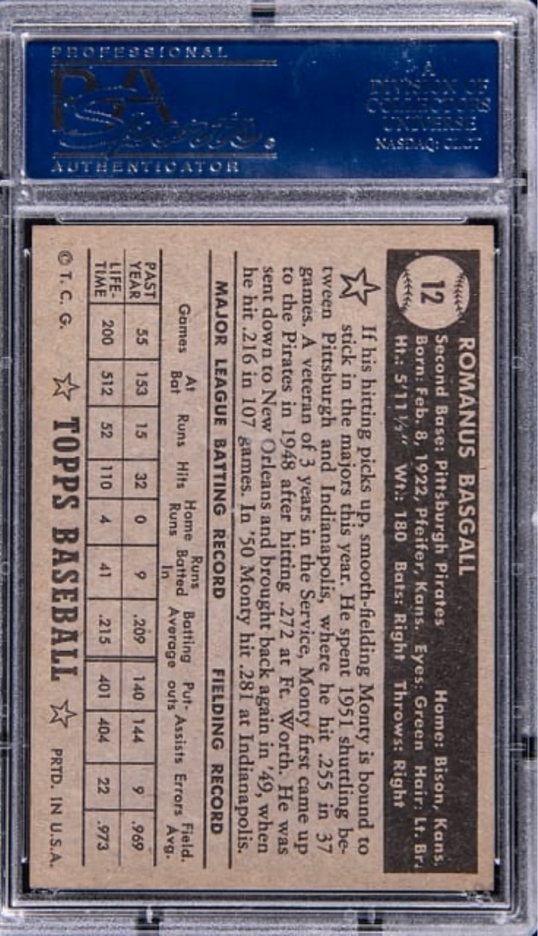 PROFESSIONAL
PSA
Sports
AUTHENTICATOR
A
DIVISION OF
COLLECTORS
UNIVERSE
NASDAQ: CLCT
12
ROMANUS BASGALL
Second Base: Pittsburgh Pirates Home: Bison, Kans.
Born: Feb. 8, 1922, Pfeifer, Kans. Eyes: Green Hair: Lt. Br.
Ht.: 5'11½" Wt.: 180 Bats: Right Throws: Right
If his hitting picks up, smooth-fielding Monty is bound to
stick in the majors this year. He spent 1951 shuttling be-
tween Pittsburgh and Indianapolis, where he hit .255 in 37
games. A veteran of 3 years in the Service, Monty first came up
to the Pirates in 1948 after hitting .272 at Ft. Worth. He was
sent down to New Orleans and brought back again in '49, when
he hit .216 in 107 games. In '50 Monty hit .281 at Indianapolis.
MAJOR LEAGUE BATTING RECORD FIELDING RECORD
Games At Bat Runs Hits Home Runs Runs Batted In Batting Average Put-outs Assists Errors Field. Avg.
PAST YEAR 55 153 15 32 0 9 .209 140 144 9 .969
LIFE-TIME 200 512 52 110 4 41 .215 401 404 22 .973
© T. C. G. ☆ TOPPS BASEBALL ☆ PRTD. IN U.S.A.